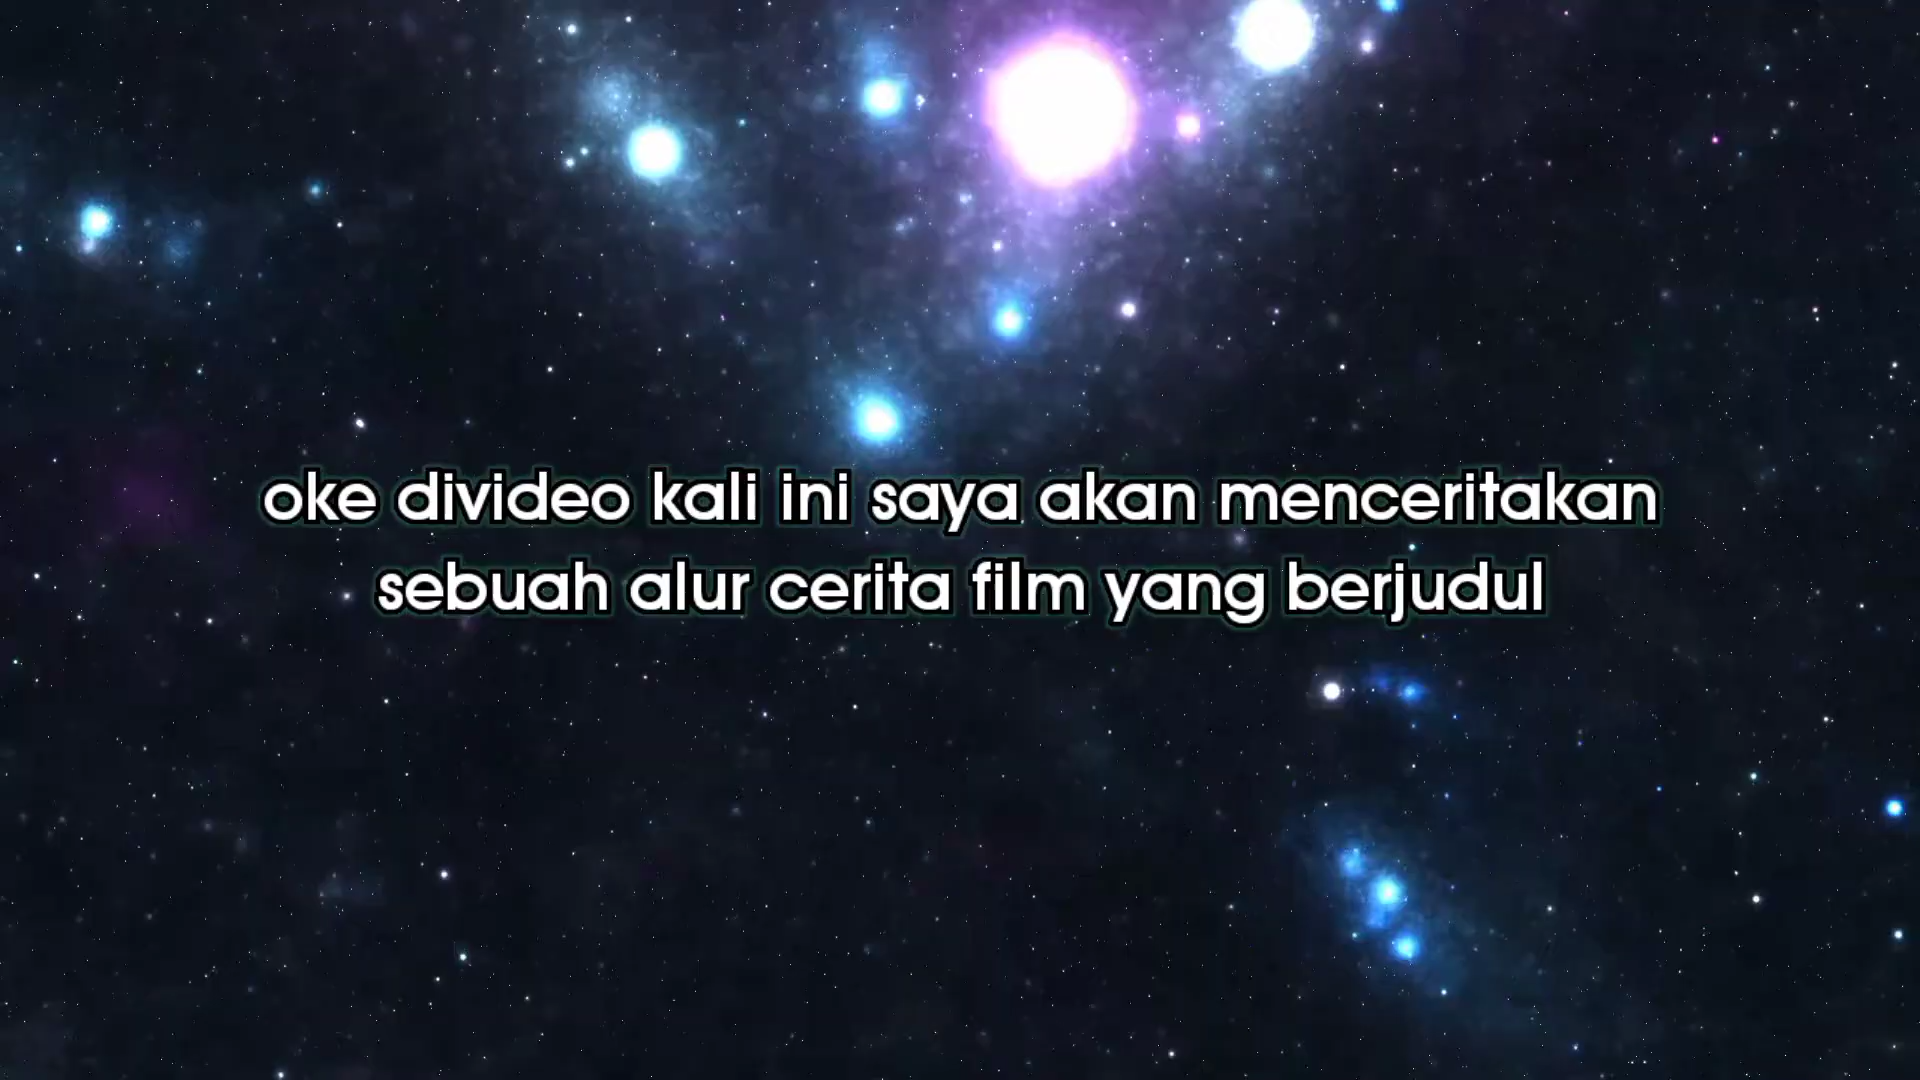 oke divideo kali ini saya akan menceritakan
sebuah alur cerita film yang berjudul